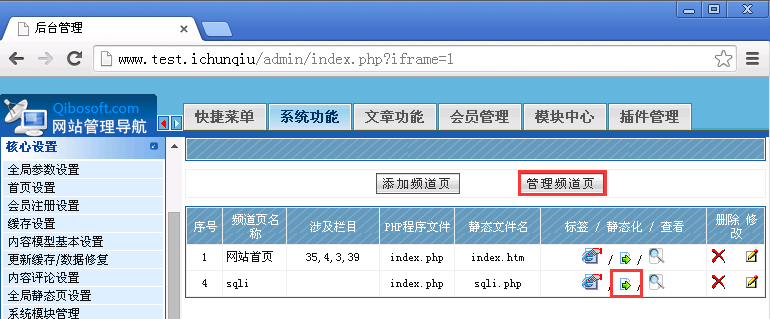 后台管理
www.test.ichunqiu/admin/index.php?iframe=1
Qibosoft.com
网站管理导航
快捷菜单 系统功能 文章功能 会员管理 模块中心 插件管理
核心设置
全局参数设置
首页设置
会员注册设置
缓存设置
内容模型基本设置
更新缓存/数据修复
内容评论设置
全局静态页设置
系统模块管理
添加频道页 管理频道页
序号 频道页名称 涉及栏目 PHP程序文件 静态文件名 标签 / 静态化 / 查看 删除 修改
1 网站首页 35,4,3,39 index.php index.htm / /
4 sqli index.php sqli.php / /